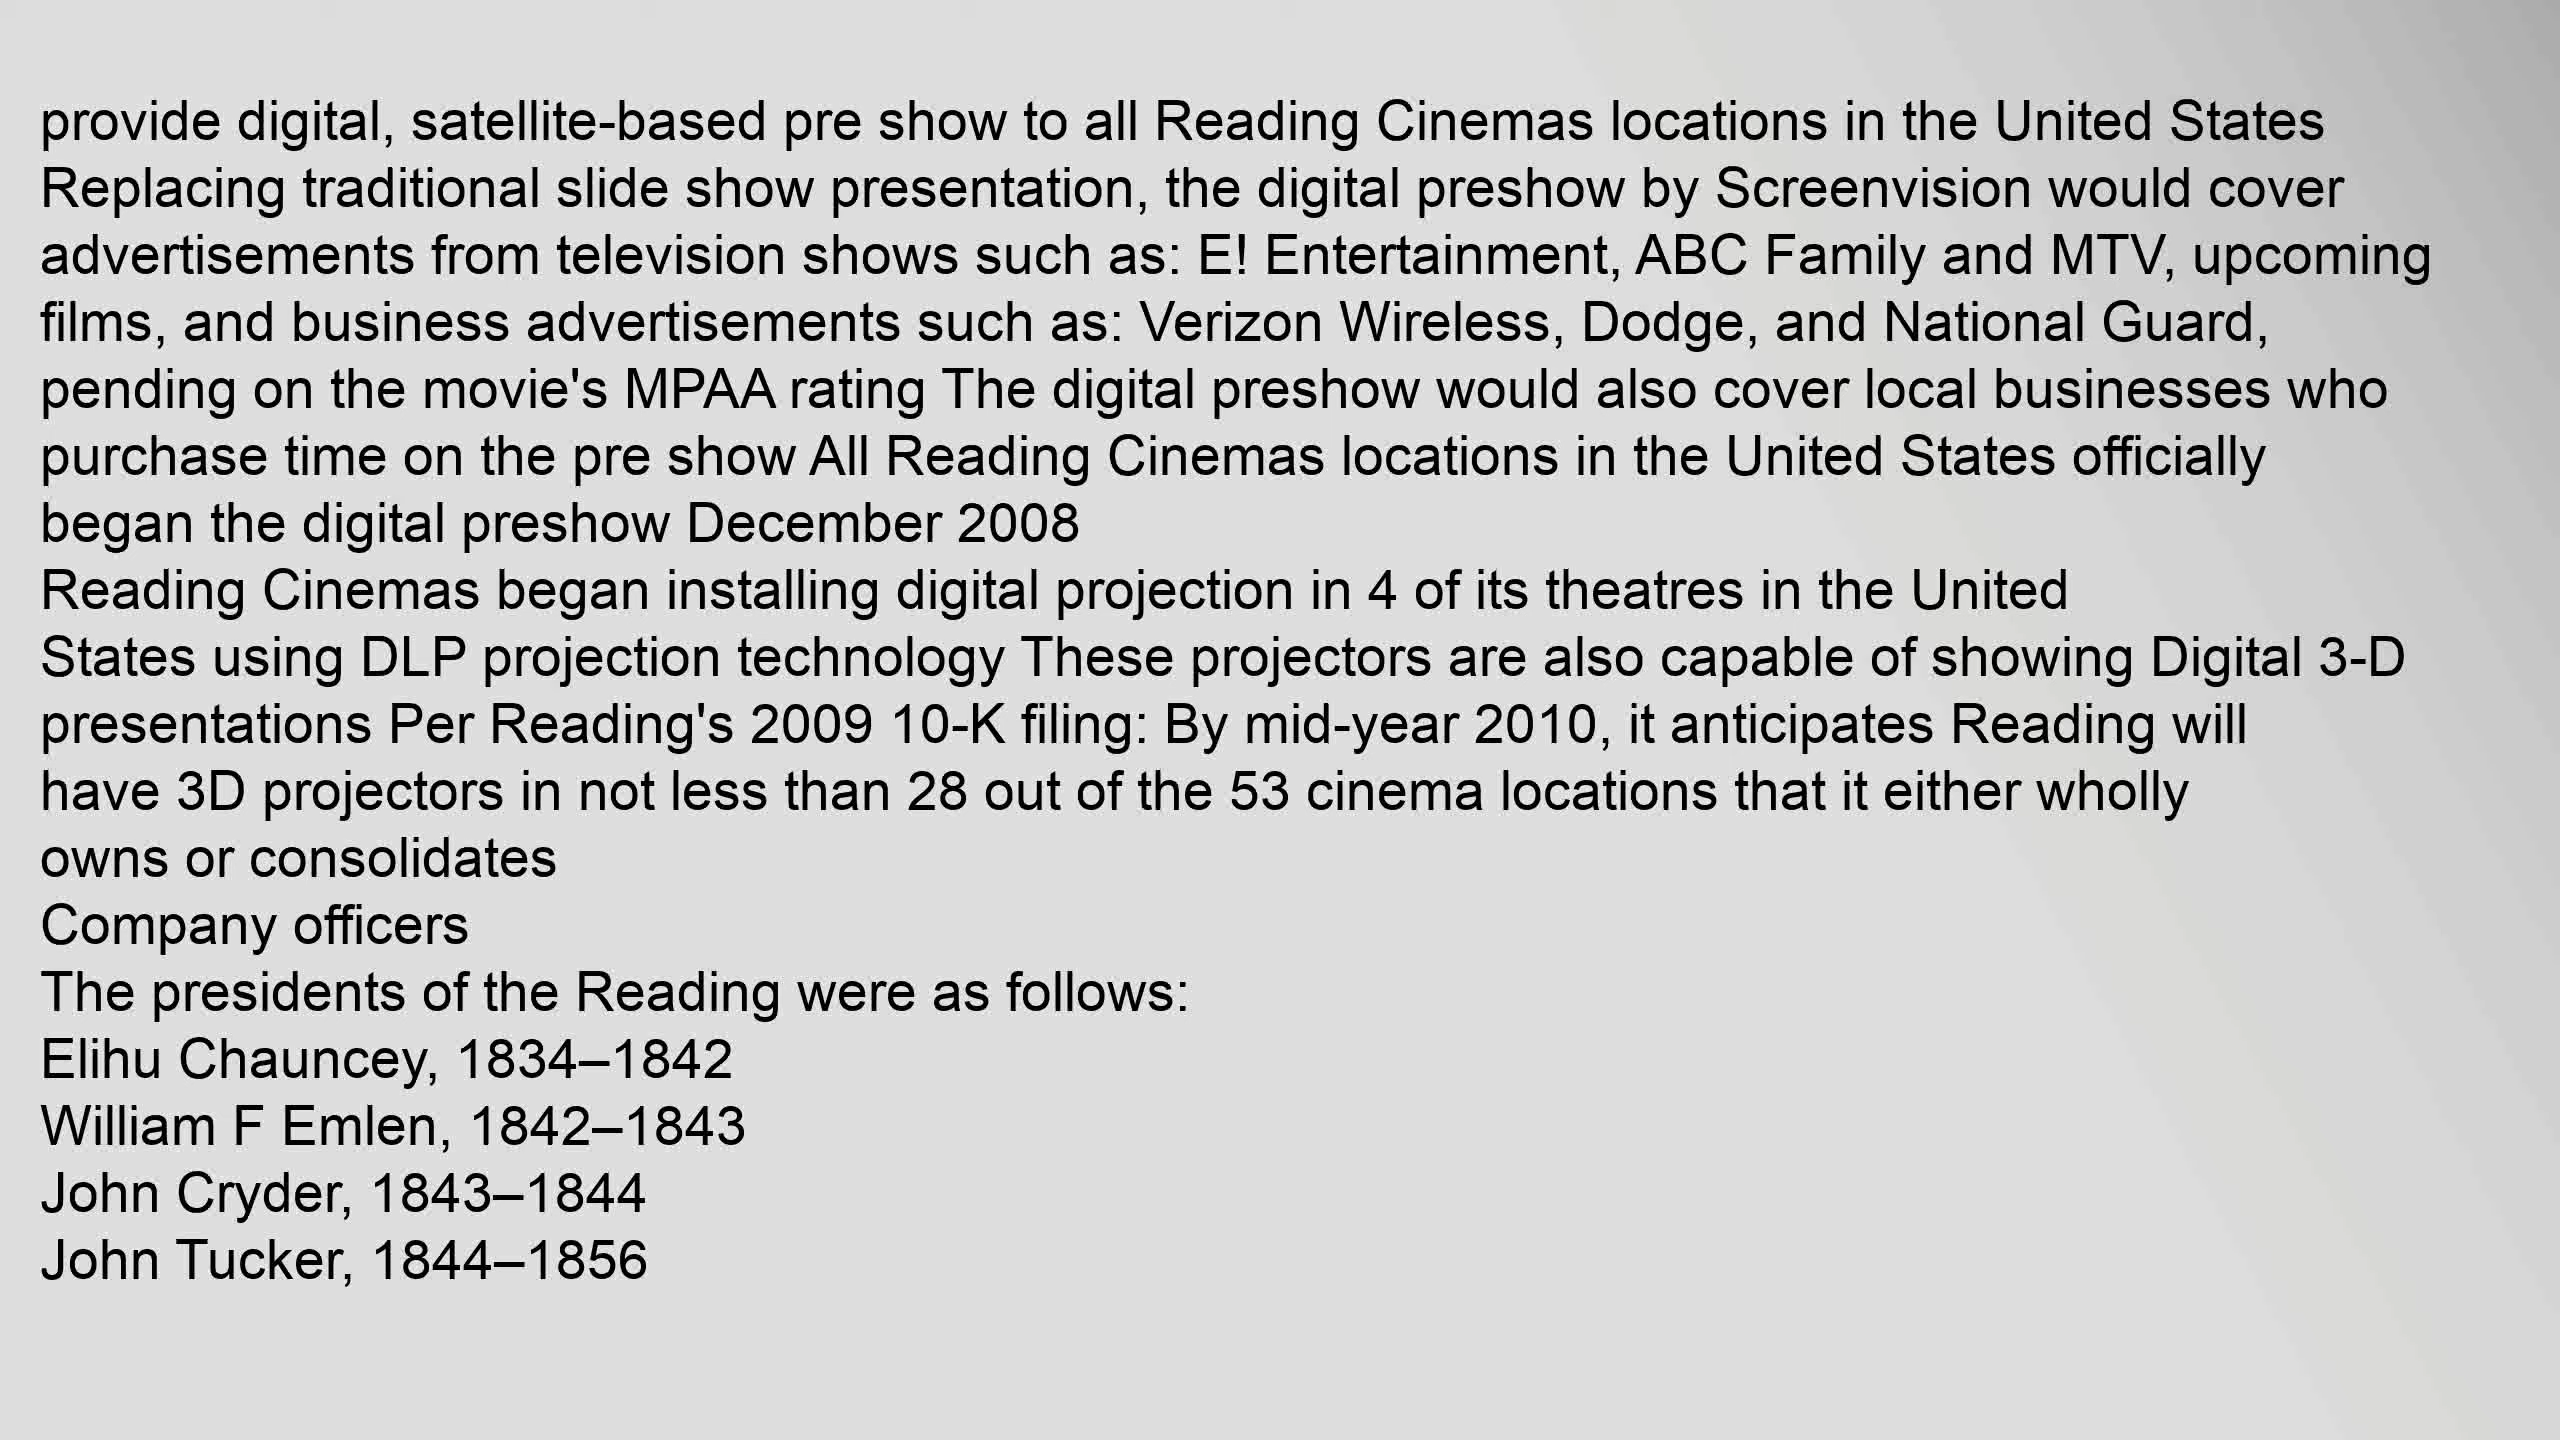 provide digital, satellite-based pre show to all Reading Cinemas locations in the United States
Replacing traditional slide show presentation, the digital preshow by Screenvision would cover
advertisements from television shows such as: E! Entertainment, ABC Family and MTV, upcoming
films, and business advertisements such as: Verizon Wireless, Dodge, and National Guard,
pending on the movie's MPAA rating The digital preshow would also cover local businesses who
purchase time on the pre show All Reading Cinemas locations in the United States officially
began the digital preshow December 2008
Reading Cinemas began installing digital projection in 4 of its theatres in the United
States using DLP projection technology These projectors are also capable of showing Digital 3-D
presentations Per Reading's 2009 10-K filing: By mid-year 2010, it anticipates Reading will
have 3D projectors in not less than 28 out of the 53 cinema locations that it either wholly
owns or consolidates
Company officers
The presidents of the Reading were as follows:
Elihu Chauncey, 1834–1842
William F Emlen, 1842–1843
John Cryder, 1843–1844
John Tucker, 1844–1856